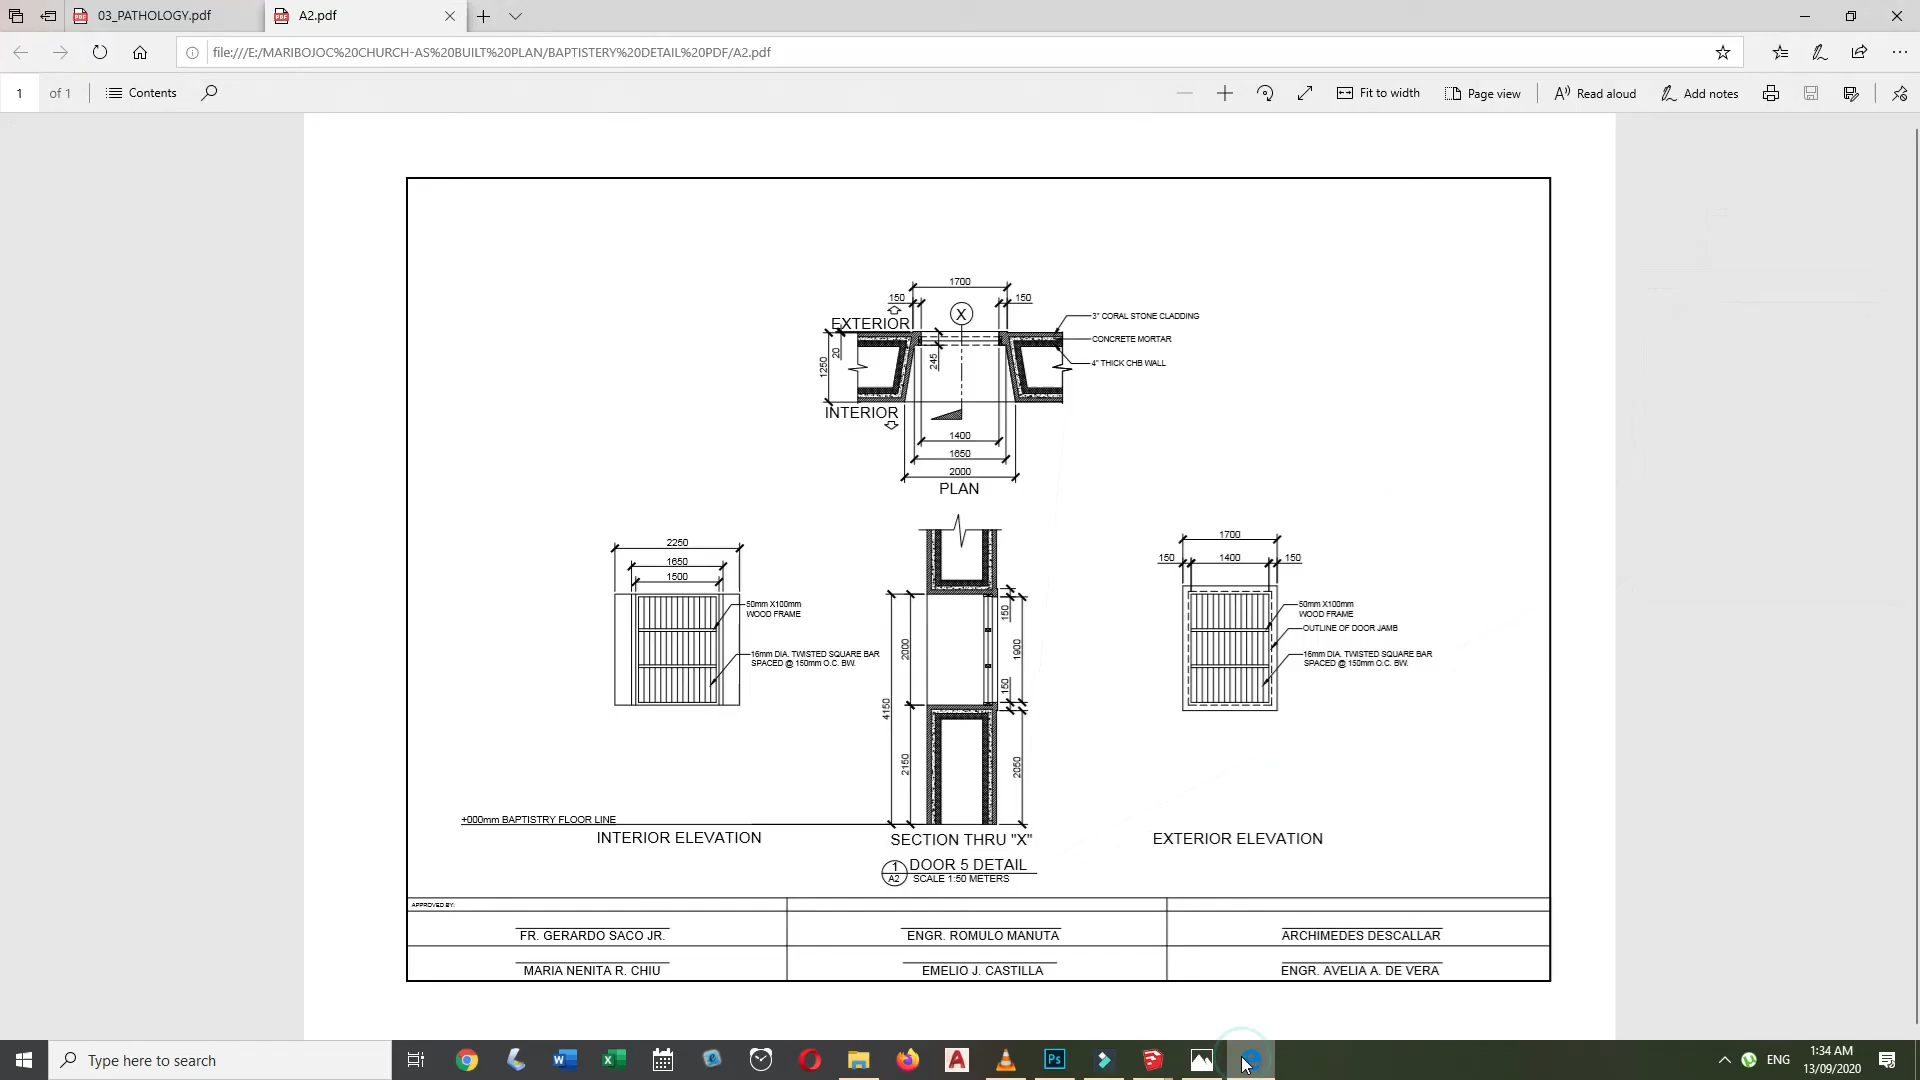 03_PATHOLOGY.pdf
A2.pdf
file:///E:/MARIBOJOC%20CHURCH-AS%20BUILT%20PLAN/BAPTISTERY%20DETAIL%20PDF/A2.pdf
1 of 1 Contents Fit to width Page view Read aloud Add notes
1700
150 150
X
EXTERIOR
3" CORAL STONE CLADDING
CONCRETE MORTAR
4" THICK CHB WALL
20
1250
245
INTERIOR
1400
1650
2000
PLAN
2250
1650
1500
50mm X100mm
WOOD FRAME
16mm DIA. TWISTED SQUARE BAR
SPACED @ 150mm O.C. BW.
150
2000
1900
150
4150
2150
2050
1700
150 1400 150
50mm X100mm
WOOD FRAME
OUTLINE OF DOOR JAMB
16mm DIA. TWISTED SQUARE BAR
SPACED @ 150mm O.C. BW.
+000mm BAPTISTRY FLOOR LINE
INTERIOR ELEVATION
SECTION THRU "X"
EXTERIOR ELEVATION
1
A2
DOOR 5 DETAIL
SCALE 1:50 METERS
APPROVED BY:
FR. GERARDO SACO JR.
ENGR. ROMULO MANUTA
ARCHIMEDES DESCALLAR
MARIA NENITA R. CHIU
EMELIO J. CASTILLA
ENGR. AVELIA A. DE VERA
Type here to search
Ps
ENG
1:34 AM
13/09/2020